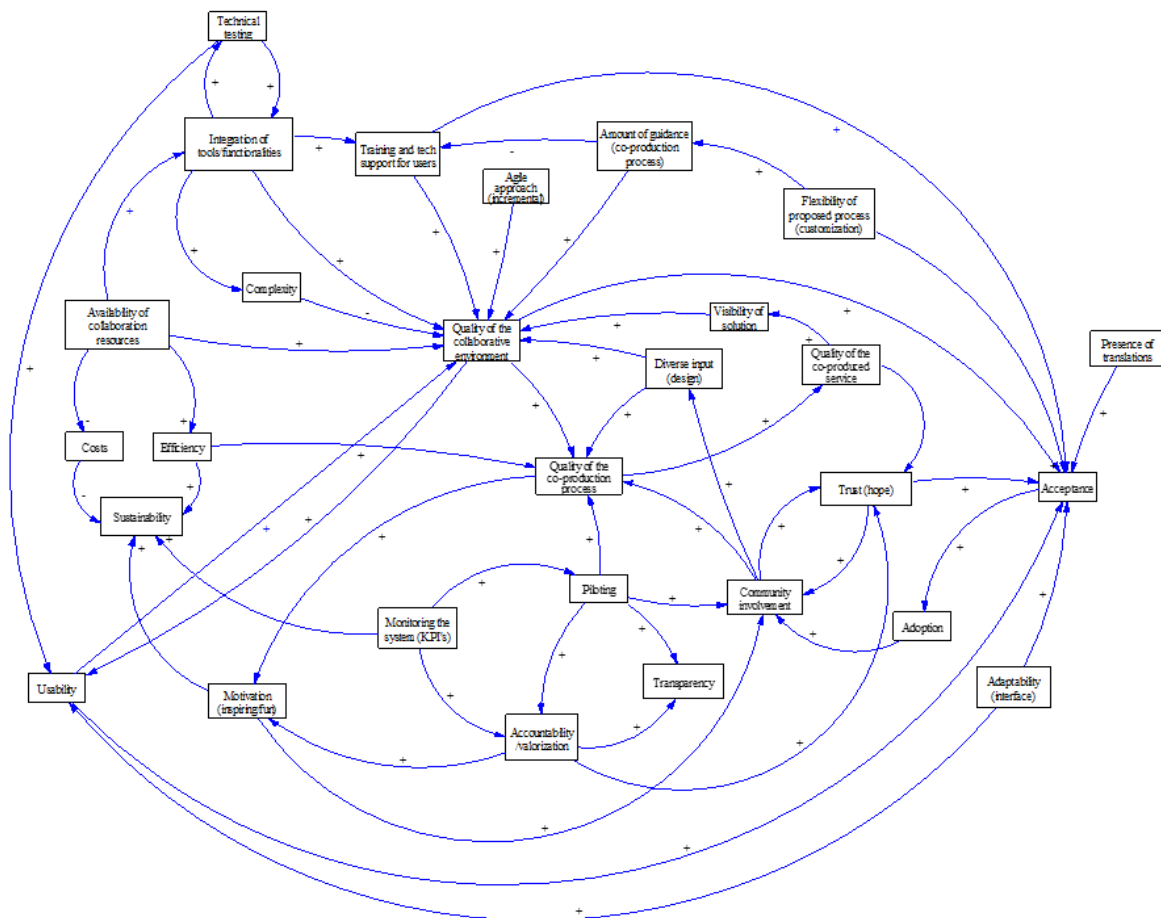 Technical
testing
+
+
+
Integration of
tools/functionalities
+
Training and tech
support for users
-
Amount of guidance
(co-production
process)
+
Agile
approach
(incremental)
Flexibility of
proposed process
(customization)
+
+
+
+
+
+
+
Complexity
-
Availability of
collaboration
resources
+
Quality of the
collaborative
environment
+
Visibility of
solution
+
+
Quality of the
co-produced
service
Presence of
translations
+
Diverse input
(design)
+
+
+
+
-
+
Costs
Efficiency
+
-
+
Quality of the
co-production
process
+
Trust (hope)
+
Acceptance
+
Sustainability
+
+
+
+
+
+
+
+
+
+
Piloting
+
Community
involvement
Monitoring the
system (KPI's)
+
Adoption
+
+
+
+
+
Usability
Motivation
(inspiring/fun)
Transparency
Adaptability
(interface)
Accountability
/valorization
+
+
+
+
+
+